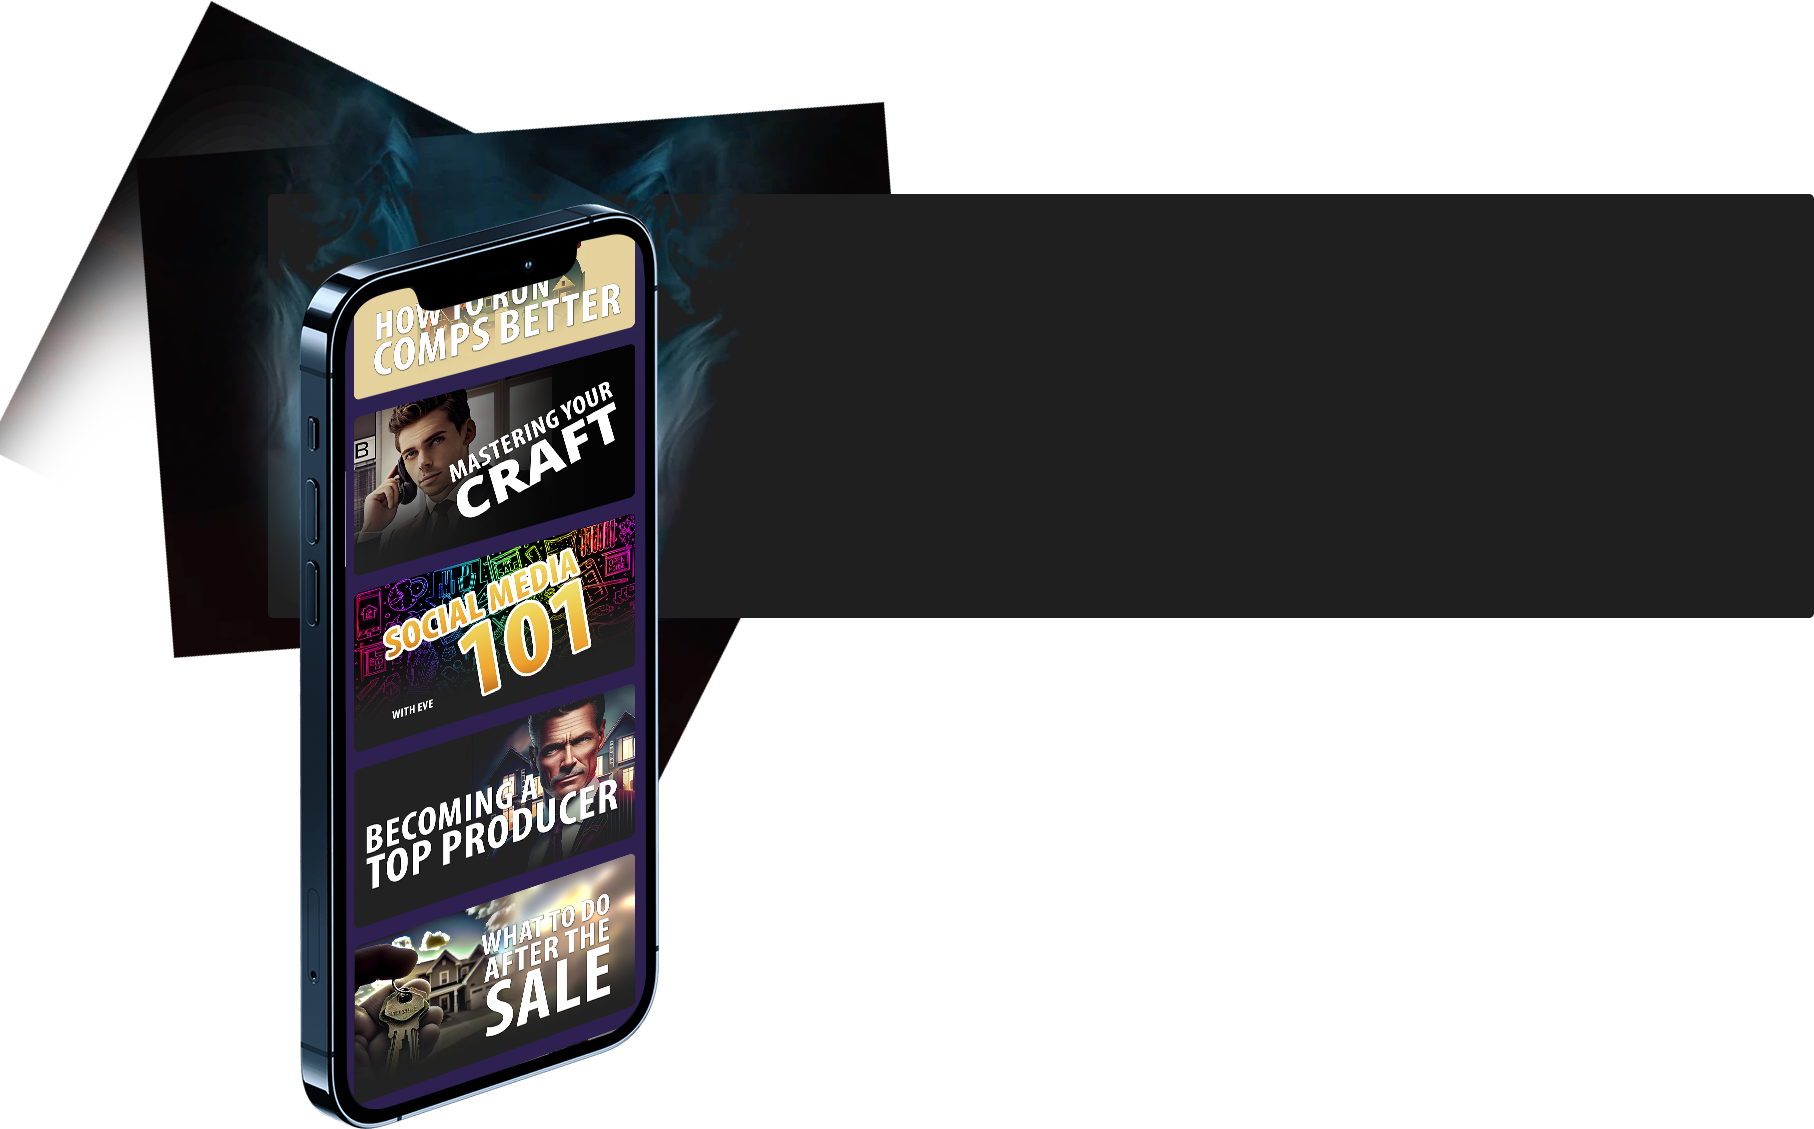 HOW TO RUN
COMPS BETTER
B
MASTERING YOUR
CRAFT
SOCIAL MEDIA
101
WITH EVE
BECOMING A
TOP PRODUCER
WHAT TO DO
AFTER THE
SALE